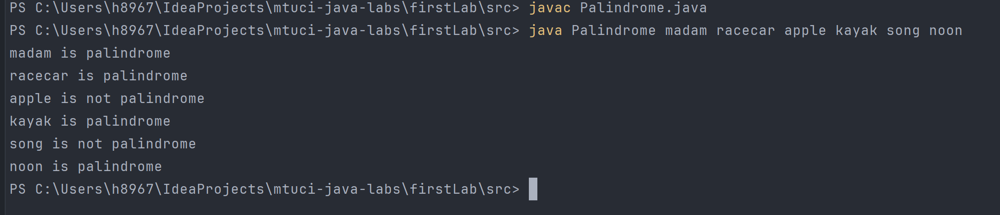 PS C:\Users\h8967\IdeaProjects\mtuci-java-labs\firstLab\src> javac Palindrome.java
PS C:\Users\h8967\IdeaProjects\mtuci-java-labs\firstLab\src> java Palindrome madam racecar apple kayak song noon
madam is palindrome
racecar is palindrome
apple is not palindrome
kayak is palindrome
song is not palindrome
noon is palindrome
PS C:\Users\h8967\IdeaProjects\mtuci-java-labs\firstLab\src>